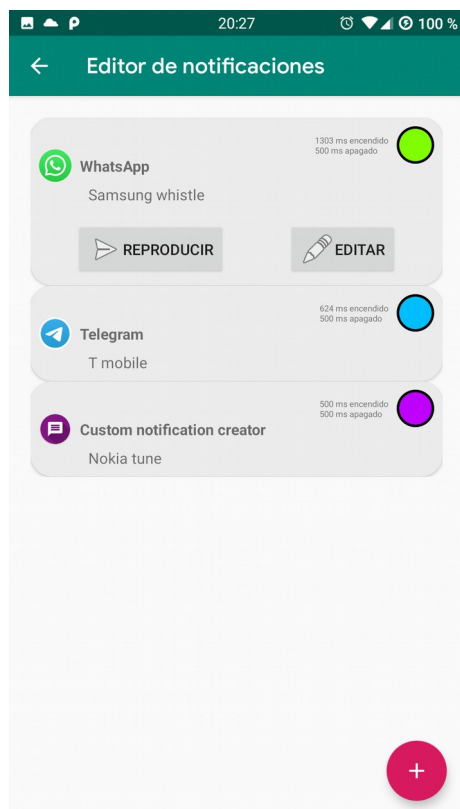 20:27
100 %
Editor de notificaciones
1303 ms encendido
500 ms apagado
WhatsApp
Samsung whistle
REPRODUCIR
EDITAR
624 ms encendido
500 ms apagado
Telegram
T mobile
500 ms encendido
500 ms apagado
Custom notification creator
Nokia tune
+